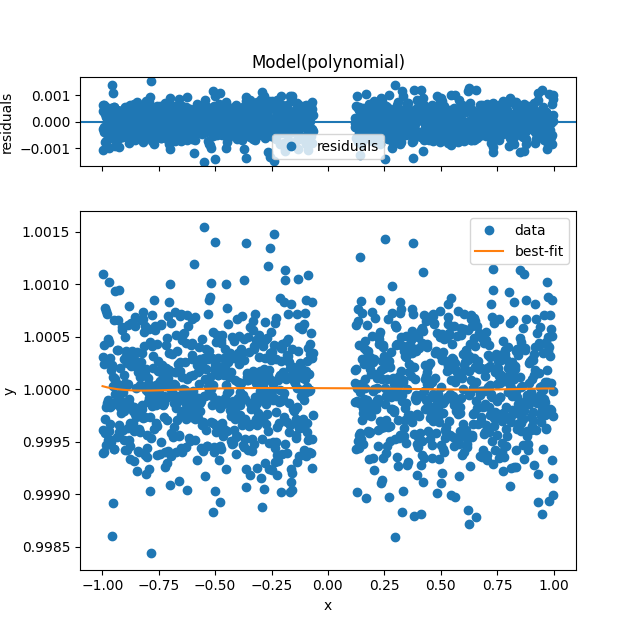 Model(polynomial)
residuals
0.001
0.000
−0.001
residuals
y
1.0015
1.0010
1.0005
1.0000
0.9995
0.9990
0.9985
data
best-fit
−1.00 −0.75 −0.50 −0.25 0.00 0.25 0.50 0.75 1.00
x